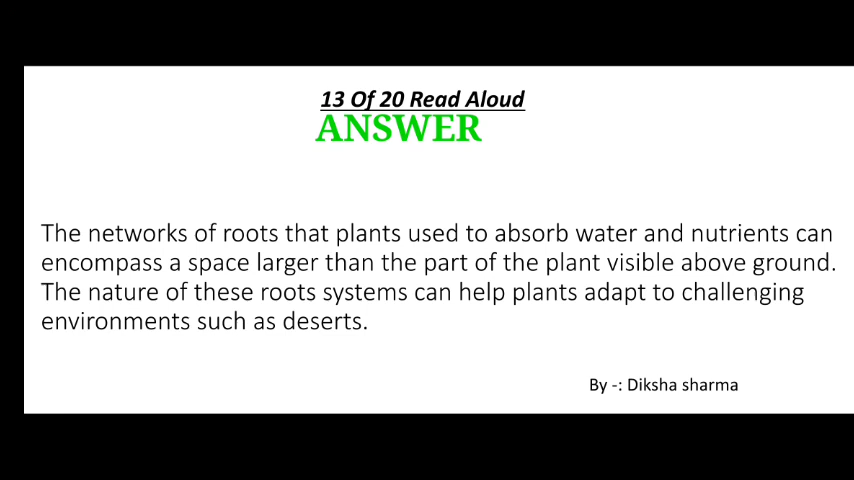 13 Of 20 Read Aloud
ANSWER
The networks of roots that plants used to absorb water and nutrients can
encompass a space larger than the part of the plant visible above ground.
The nature of these roots systems can help plants adapt to challenging
environments such as deserts.
By -: Diksha sharma